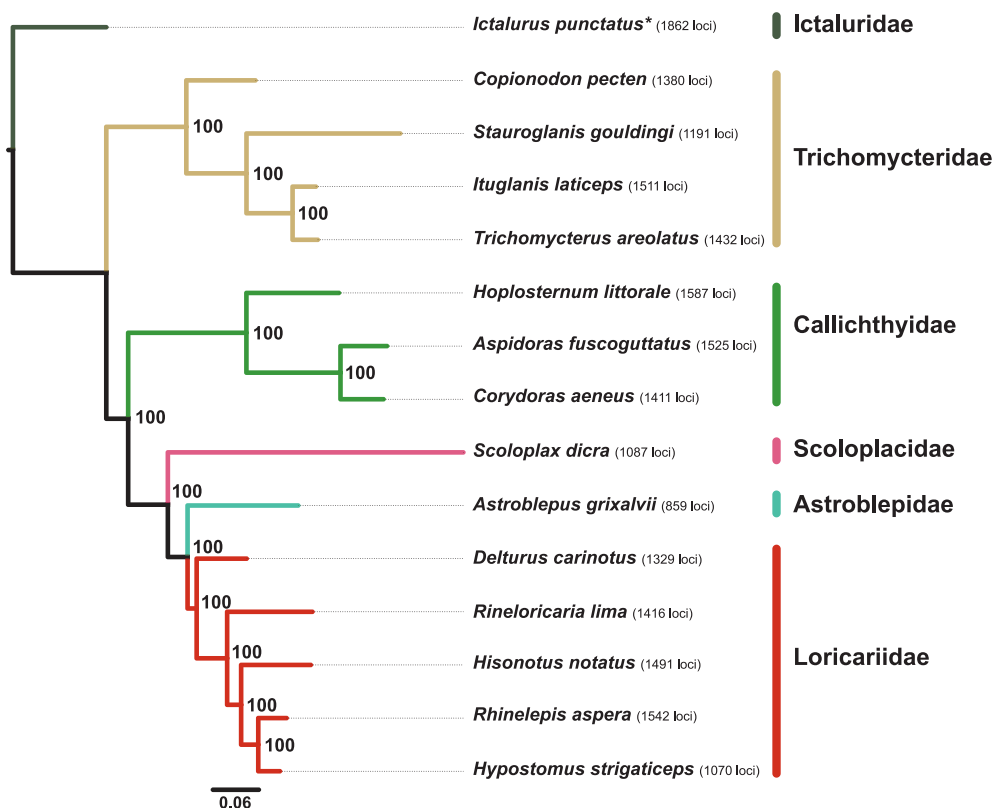 Ictalurus punctatus* (1862 loci) Ictaluridae
Copionodon pecten (1380 loci)
100
Stauroglanis gouldingi (1191 loci)
Trichomycteridae
100
Ituglanis laticeps (1511 loci)
100
Trichomycterus areolatus (1432 loci)
Hoplosternum littorale (1587 loci)
Callichthyidae
100
Aspidoras fuscoguttatus (1525 loci)
100
Corydoras aeneus (1411 loci)
100
Scoloplax dicra (1087 loci) Scoloplacidae
100
Astroblepus grixalvii (859 loci) Astroblepidae
100
Delturus carinotus (1329 loci)
100
Rineloricaria lima (1416 loci)
100
Loricariidae
Hisonotus notatus (1491 loci)
100
Rhinelepis aspera (1542 loci)
100
Hypostomus strigaticeps (1070 loci)
0.06